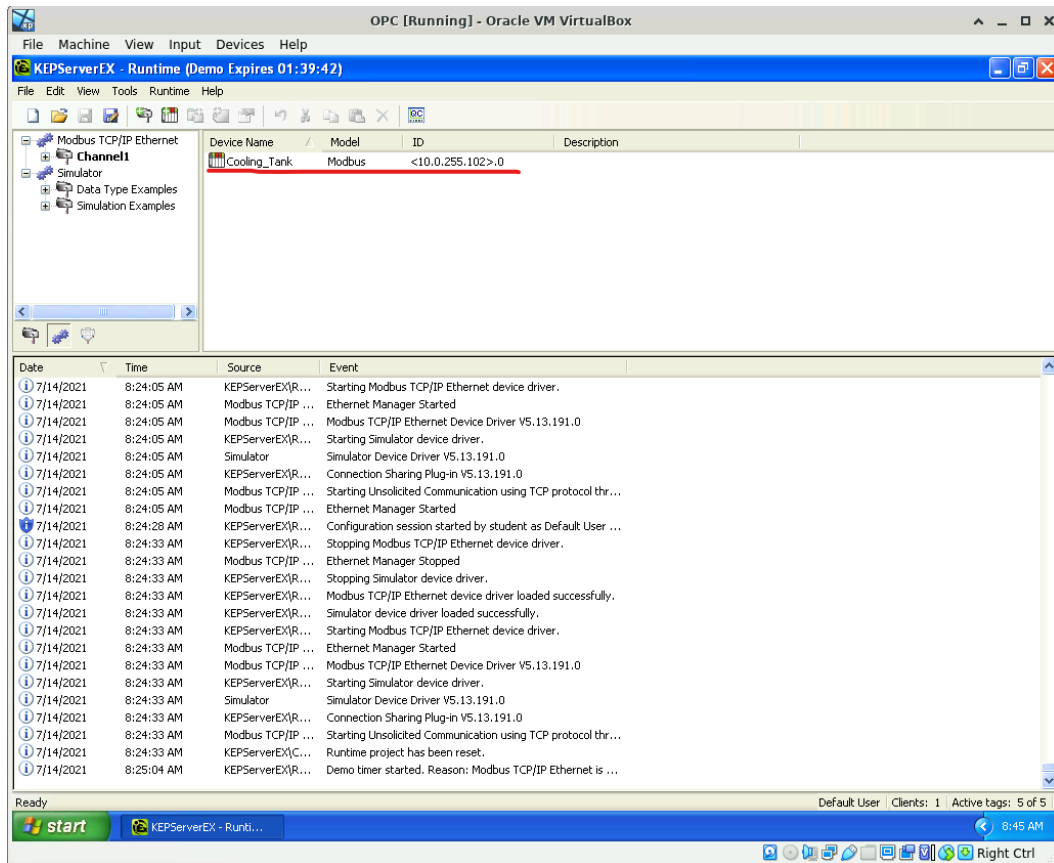 OPC [Running] - Oracle VM VirtualBox
File Machine View Input Devices Help
KEPServerEX - Runtime (Demo Expires 01:39:42)
File Edit View Tools Runtime Help
QC
Modbus TCP/IP Ethernet
Channel1
Simulator
Data Type Examples
Simulation Examples
Device Name Model ID Description
Cooling_Tank Modbus <10.0.255.102>.0
Date Time Source Event
7/14/2021 8:24:05 AM KEPServerEX\R... Starting Modbus TCP/IP Ethernet device driver.
7/14/2021 8:24:05 AM Modbus TCP/IP ... Ethernet Manager Started
7/14/2021 8:24:05 AM Modbus TCP/IP ... Modbus TCP/IP Ethernet Device Driver V5.13.191.0
7/14/2021 8:24:05 AM KEPServerEX\R... Starting Simulator device driver.
7/14/2021 8:24:05 AM Simulator Simulator Device Driver V5.13.191.0
7/14/2021 8:24:05 AM KEPServerEX\R... Connection Sharing Plug-in V5.13.191.0
7/14/2021 8:24:05 AM Modbus TCP/IP ... Starting Unsolicited Communication using TCP protocol thr...
7/14/2021 8:24:05 AM Modbus TCP/IP ... Ethernet Manager Started
7/14/2021 8:24:28 AM KEPServerEX\R... Configuration session started by student as Default User ...
7/14/2021 8:24:33 AM KEPServerEX\R... Stopping Modbus TCP/IP Ethernet device driver.
7/14/2021 8:24:33 AM Modbus TCP/IP ... Ethernet Manager Stopped
7/14/2021 8:24:33 AM KEPServerEX\R... Stopping Simulator device driver.
7/14/2021 8:24:33 AM KEPServerEX\R... Modbus TCP/IP Ethernet device driver loaded successfully.
7/14/2021 8:24:33 AM KEPServerEX\R... Simulator device driver loaded successfully.
7/14/2021 8:24:33 AM KEPServerEX\R... Starting Modbus TCP/IP Ethernet device driver.
7/14/2021 8:24:33 AM Modbus TCP/IP ... Ethernet Manager Started
7/14/2021 8:24:33 AM Modbus TCP/IP ... Modbus TCP/IP Ethernet Device Driver V5.13.191.0
7/14/2021 8:24:33 AM KEPServerEX\R... Starting Simulator device driver.
7/14/2021 8:24:33 AM Simulator Simulator Device Driver V5.13.191.0
7/14/2021 8:24:33 AM KEPServerEX\R... Connection Sharing Plug-in V5.13.191.0
7/14/2021 8:24:33 AM Modbus TCP/IP ... Starting Unsolicited Communication using TCP protocol thr...
7/14/2021 8:24:33 AM KEPServerEX\C... Runtime project has been reset.
7/14/2021 8:25:04 AM KEPServerEX\R... Demo timer started. Reason: Modbus TCP/IP Ethernet is ...
Ready Default User Clients: 1 Active tags: 5 of 5
start KEPServerEX - Runti... 8:45 AM
Right Ctrl